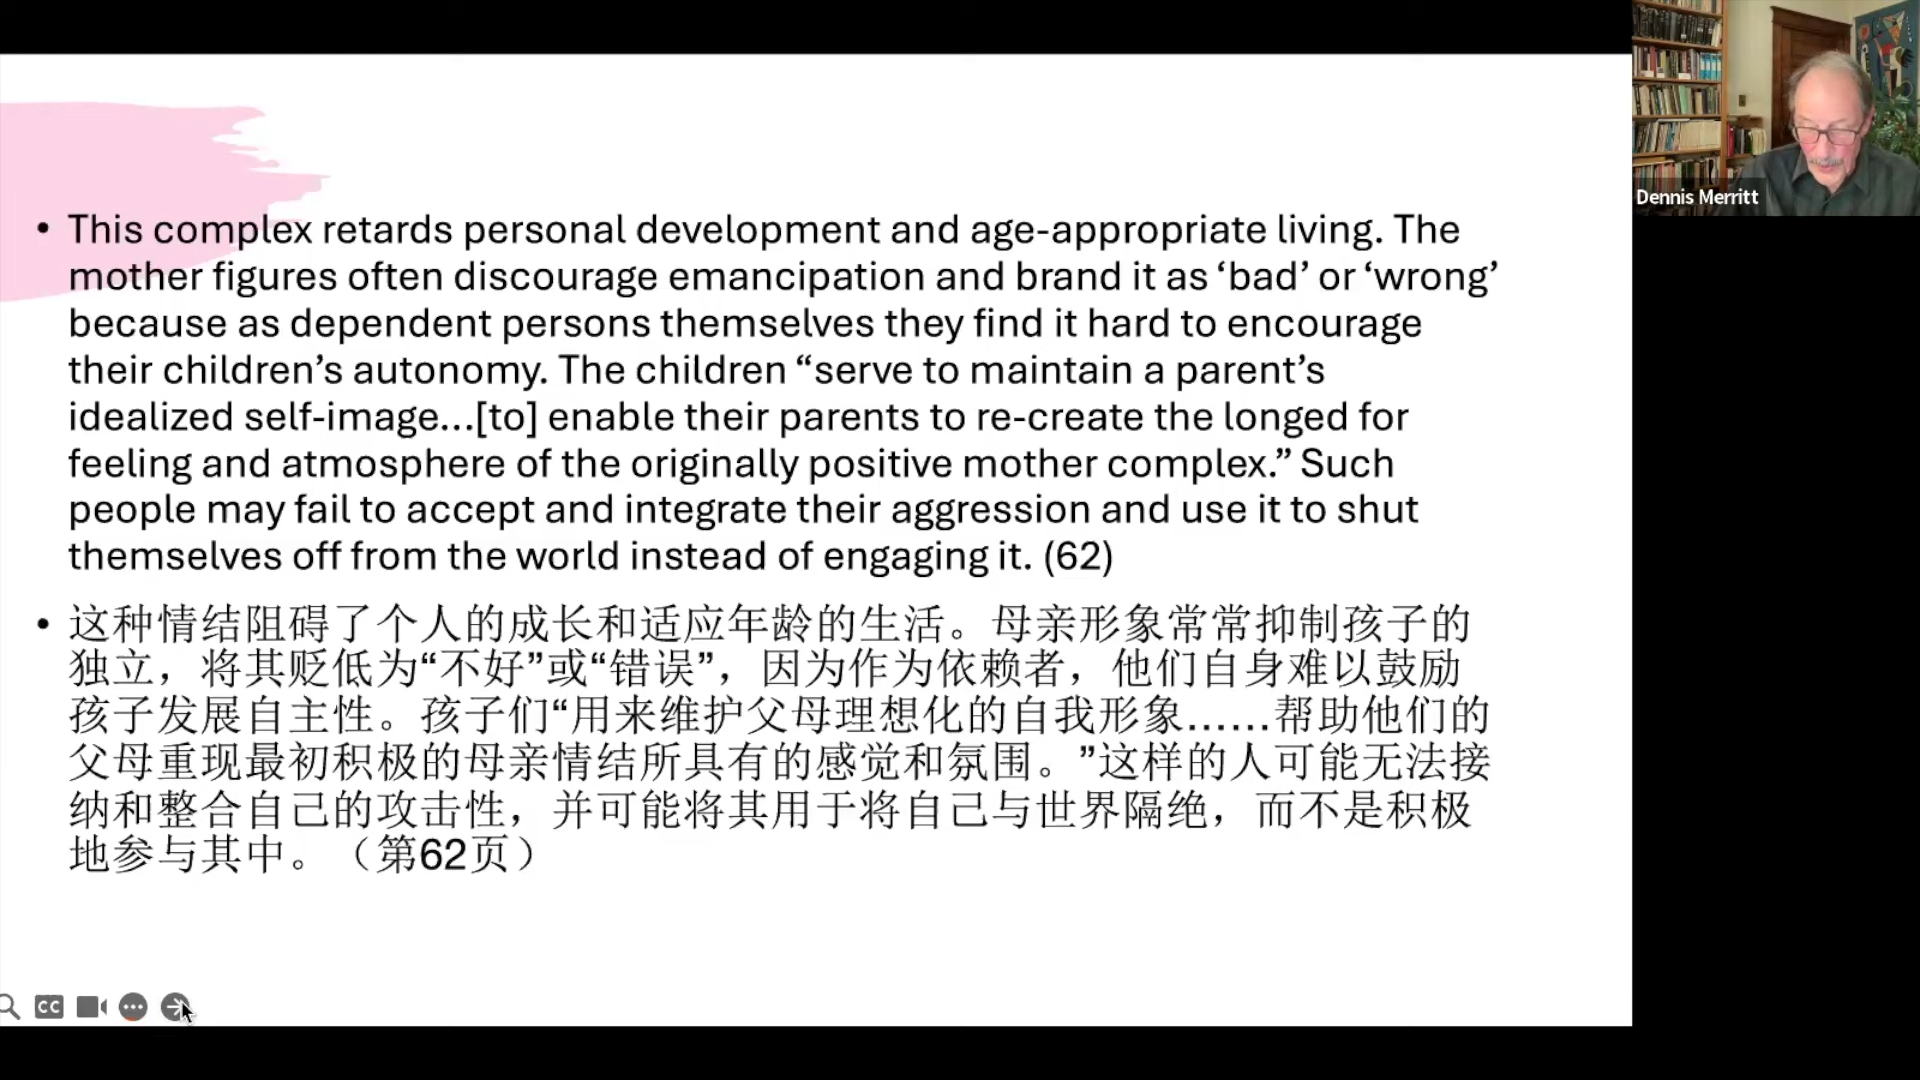 • This complex retards personal development and age-appropriate living. The
mother figures often discourage emancipation and brand it as ‘bad’ or ‘wrong’
because as dependent persons themselves they find it hard to encourage
their children’s autonomy. The children “serve to maintain a parent’s
idealized self-image…[to] enable their parents to re-create the longed for
feeling and atmosphere of the originally positive mother complex.” Such
people may fail to accept and integrate their aggression and use it to shut
themselves off from the world instead of engaging it. (62)
• 这种情结阻碍了个人的成长和适应年龄的生活。母亲形象常常抑制孩子的
独立，将其贬低为“不好”或“错误”，因为作为依赖者，他们自身难以鼓励
孩子发展自主性。孩子们“用来维护父母理想化的自我形象……帮助他们的
父母重现最初积极的母亲情结所具有的感觉和氛围。”这样的人可能无法接
纳和整合自己的攻击性，并可能将其用于将自己与世界隔绝，而不是积极
地参与其中。（第62页）
CC
Dennis Merritt